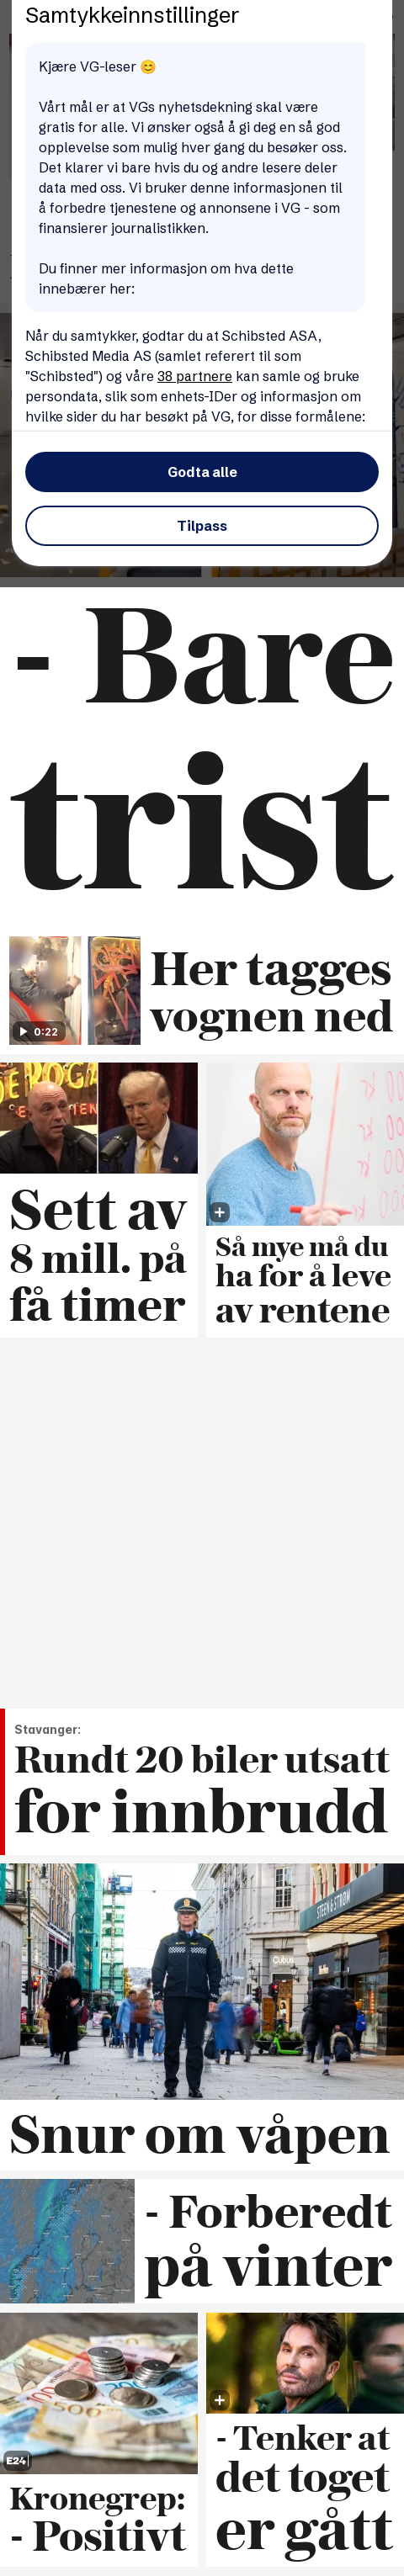 Samtykkeinnstillinger
Kjære VG-leser 😊
Vårt mål er at VGs nyhetsdekning skal være
gratis for alle. Vi ønsker også å gi deg en så god
opplevelse som mulig hver gang du besøker oss.
Det klarer vi bare hvis du og andre lesere deler
data med oss. Vi bruker denne informasjonen til
å forbedre tjenestene og annonsene i VG - som
finansierer journalistikken.
Du finner mer informasjon om hva dette
innebærer her:
Når du samtykker, godtar du at Schibsted ASA,
Schibsted Media AS (samlet referert til som
"Schibsted") og våre 38 partnere kan samle og bruke
persondata, slik som enhets-IDer og informasjon om
hvilke sider du har besøkt på VG, for disse formålene:
Godta alle
Tilpass
- Bare
trist
0:22
Her tagges
vognen ned
Sett av
8 mill. på
få timer
Så mye må du
ha for å leve
av rentene
Stavanger:
Rundt 20 biler utsatt
for innbrudd
STEEN & STRØM
Cubus
Snur om våpen
- Forberedt
på vinter
E24
Kronegrep:
- Positivt
- Tenker at
det toget
er gått